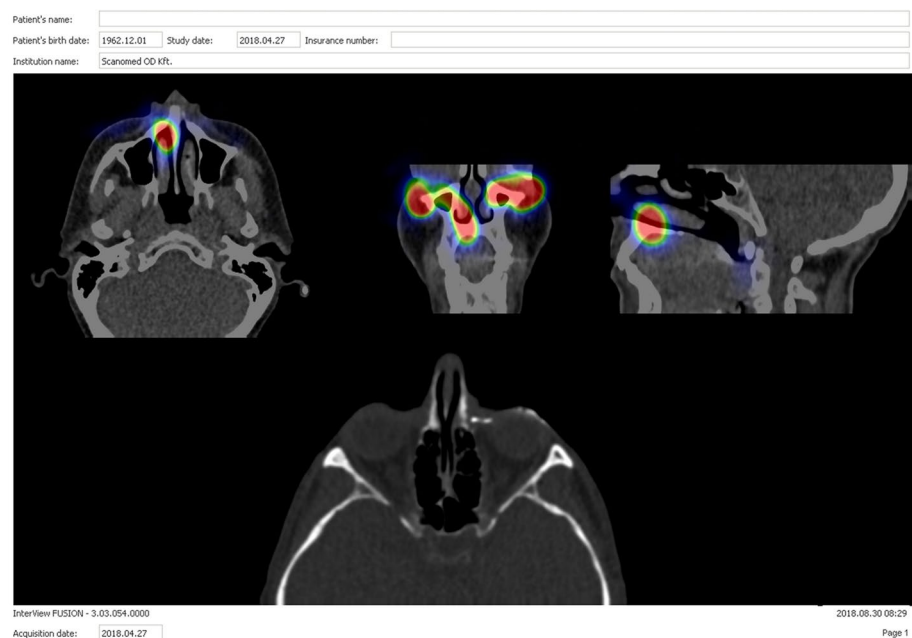 Patient's name:
Patient's birth date: 1962.12.01 Study date: 2018.04.27 Insurance number:
Institution name: Scanomed OD Kft.
InterView FUSION - 3.03.054.0000 2018.08.30 08:29
Acquisition date: 2018.04.27 Page 1